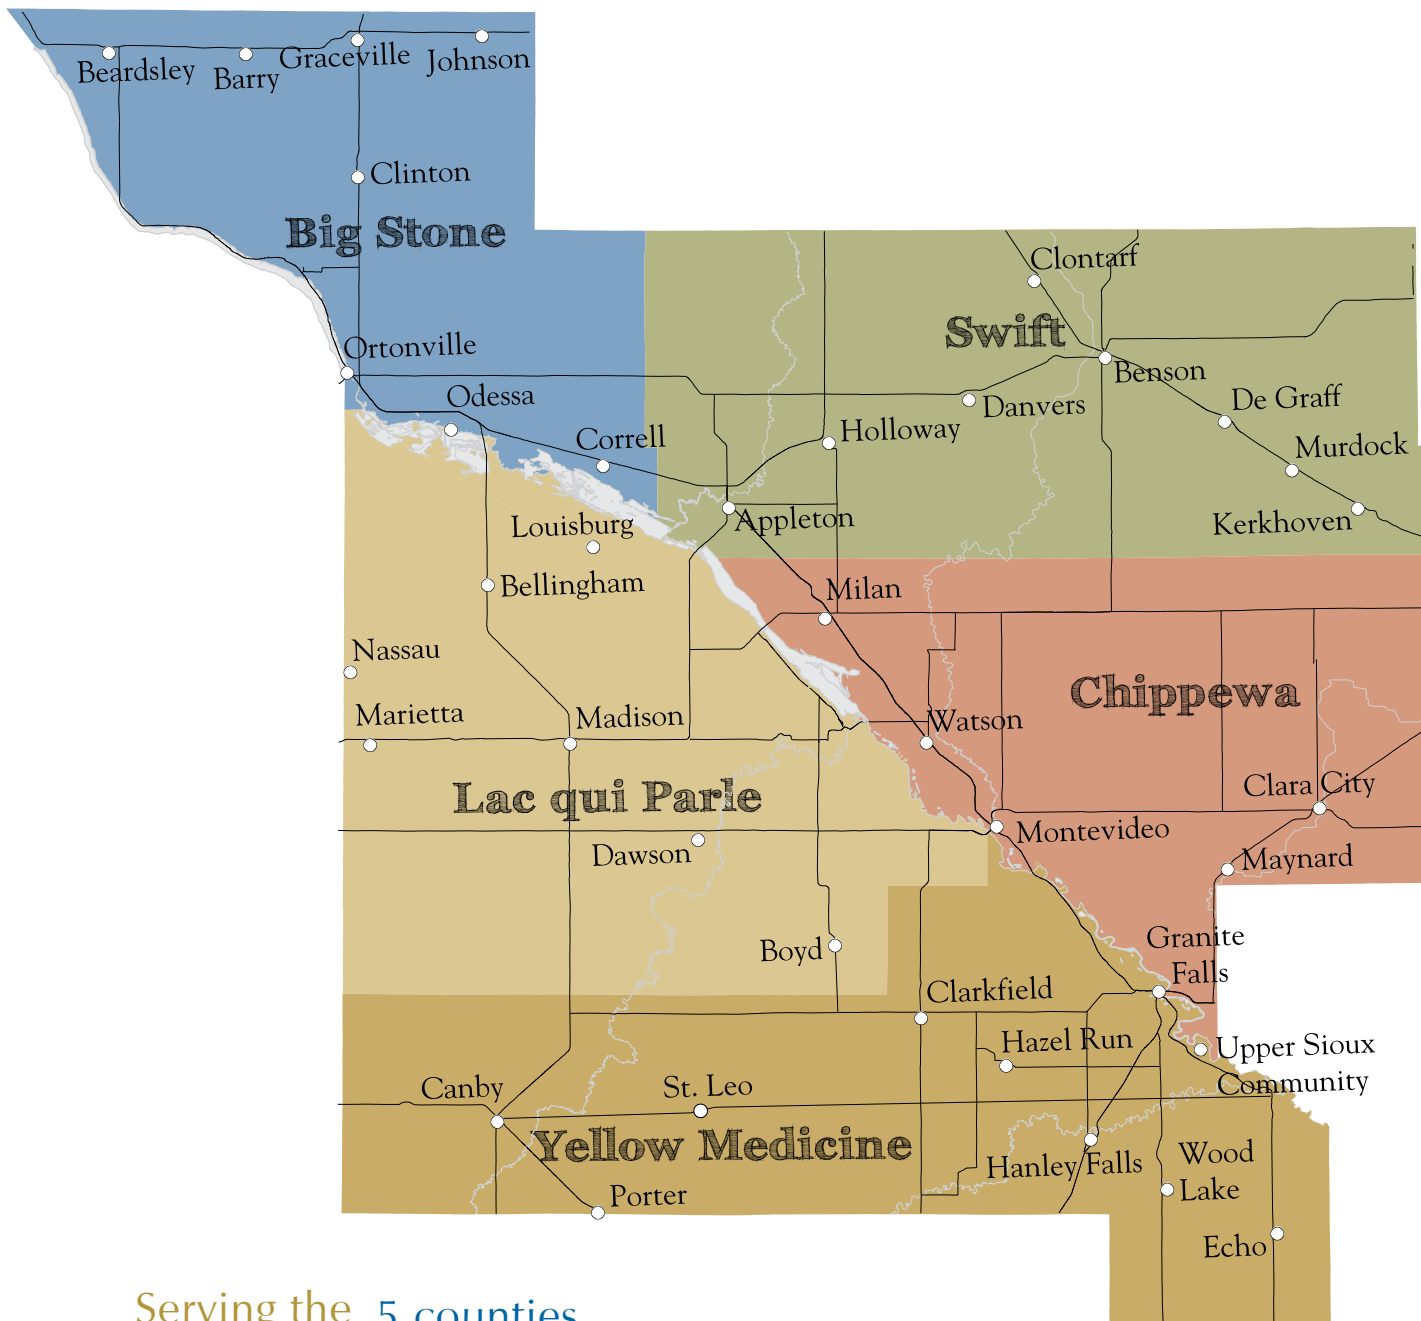 Beardsley
Barry
Graceville
Johnson
Clinton
Big Stone
Ortonville
Odessa
Correll
Clontarf
Swift
Benson
Danvers
De Graff
Holloway
Murdock
Appleton
Kerkhoven
Louisburg
Bellingham
Milan
Nassau
Chippewa
Marietta
Madison
Watson
Lac qui Parle
Clara City
Dawson
Montevideo
Maynard
Boyd
Granite
Falls
Clarkfield
Hazel Run
Upper Sioux
Community
Canby
St. Leo
Yellow Medicine
Hanley Falls
Wood
Lake
Porter
Echo
Serving the 5 counties